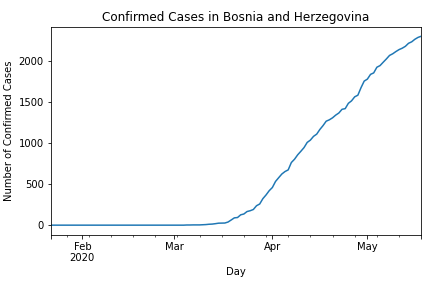 Confirmed Cases in Bosnia and Herzegovina
Number of Confirmed Cases
2000
1500
1000
500
0
Feb
2020
Mar
Apr
May
Day